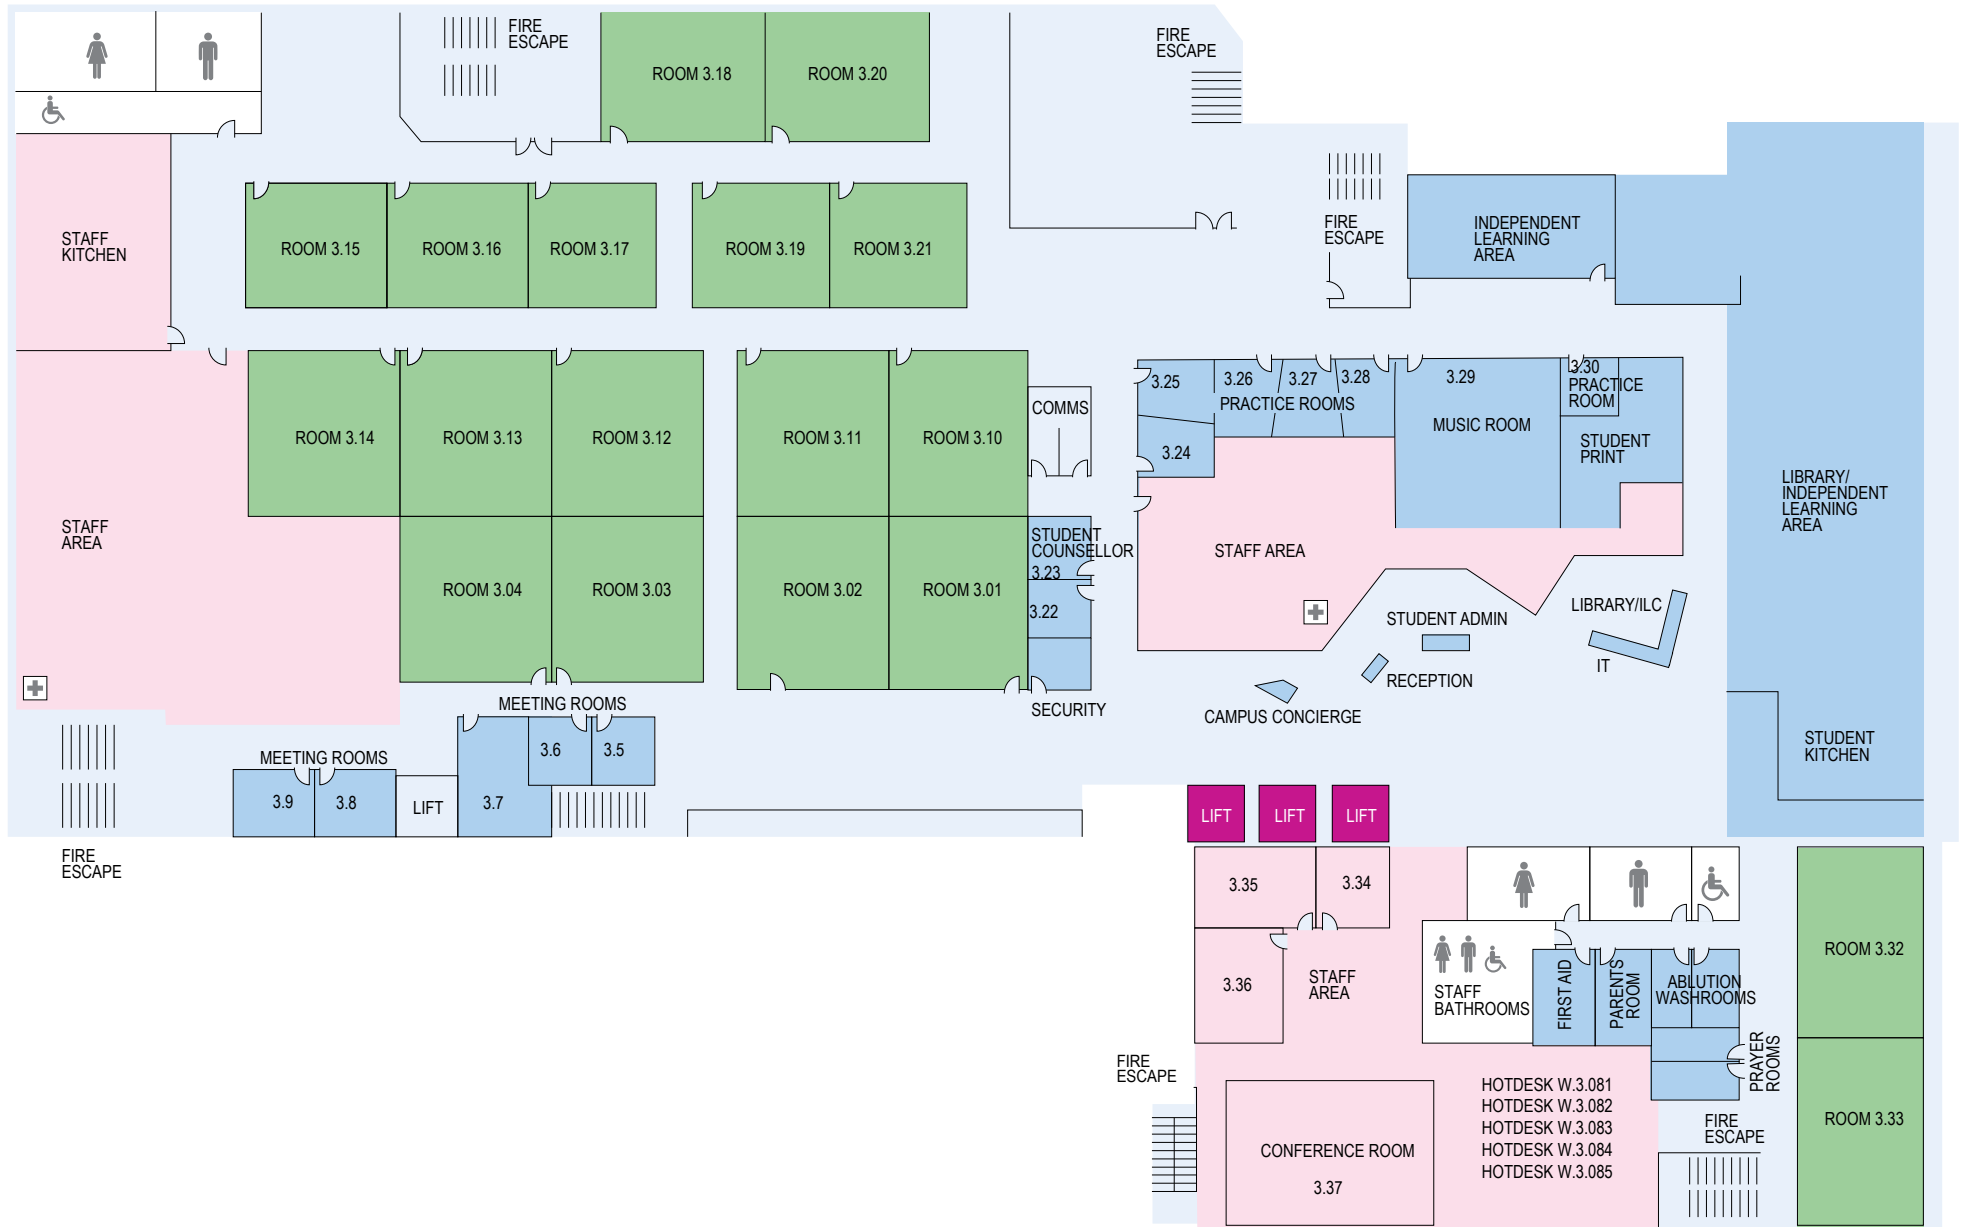 FIRE
ESCAPE
ROOM 3.18
ROOM 3.20
FIRE
ESCAPE
STAFF
KITCHEN
ROOM 3.15
ROOM 3.16
ROOM 3.17
ROOM 3.19
ROOM 3.21
FIRE
ESCAPE
INDEPENDENT
LEARNING
AREA
ROOM 3.14
ROOM 3.13
ROOM 3.12
ROOM 3.11
ROOM 3.10
COMMS
3.25
3.26
3.27
3.28
PRACTICE ROOMS
3.24
3.29
MUSIC ROOM
3.30
PRACTICE
ROOM
STUDENT
PRINT
LIBRARY/
INDEPENDENT
LEARNING
AREA
STAFF
AREA
STUDENT
COUNSELLOR
3.23
3.22
STAFF AREA
ROOM 3.04
ROOM 3.03
ROOM 3.02
ROOM 3.01
STUDENT ADMIN
LIBRARY/ILC
IT
RECEPTION
CAMPUS CONCIERGE
SECURITY
MEETING ROOMS
3.6
3.5
3.7
MEETING ROOMS
3.9
3.8
LIFT
STUDENT
KITCHEN
LIFT
LIFT
LIFT
FIRE
ESCAPE
3.35
3.34
3.36
STAFF
AREA
STAFF
BATHROOMS
FIRST AID
PARENTS
ROOM
ABLUTION
WASHROOMS
PRAYER
ROOMS
ROOM 3.32
ROOM 3.33
FIRE
ESCAPE
HOTDESK W.3.081
HOTDESK W.3.082
HOTDESK W.3.083
HOTDESK W.3.084
HOTDESK W.3.085
CONFERENCE ROOM
3.37
FIRE
ESCAPE